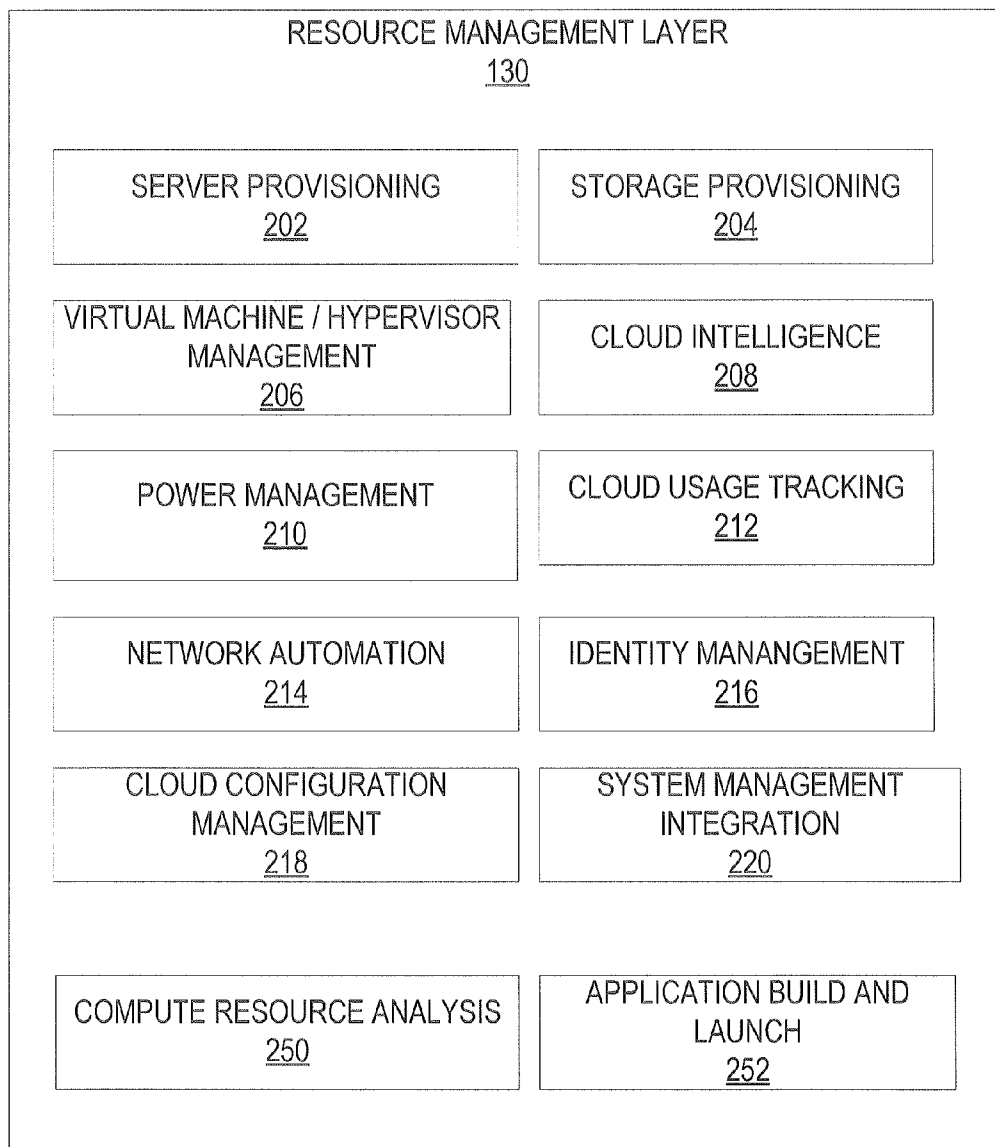 RESOURCE MANAGEMENT LAYER
130
SERVER PROVISIONING
202
STORAGE PROVISIONING
204
VIRTUAL MACHINE / HYPERVISOR
MANAGEMENT
206
CLOUD INTELLIGENCE
208
POWER MANAGEMENT
210
CLOUD USAGE TRACKING
212
NETWORK AUTOMATION
214
IDENTITY MANANGEMENT
216
CLOUD CONFIGURATION
MANAGEMENT
218
SYSTEM MANAGEMENT
INTEGRATION
220
COMPUTE RESOURCE ANALYSIS
250
APPLICATION BUILD AND
LAUNCH
252